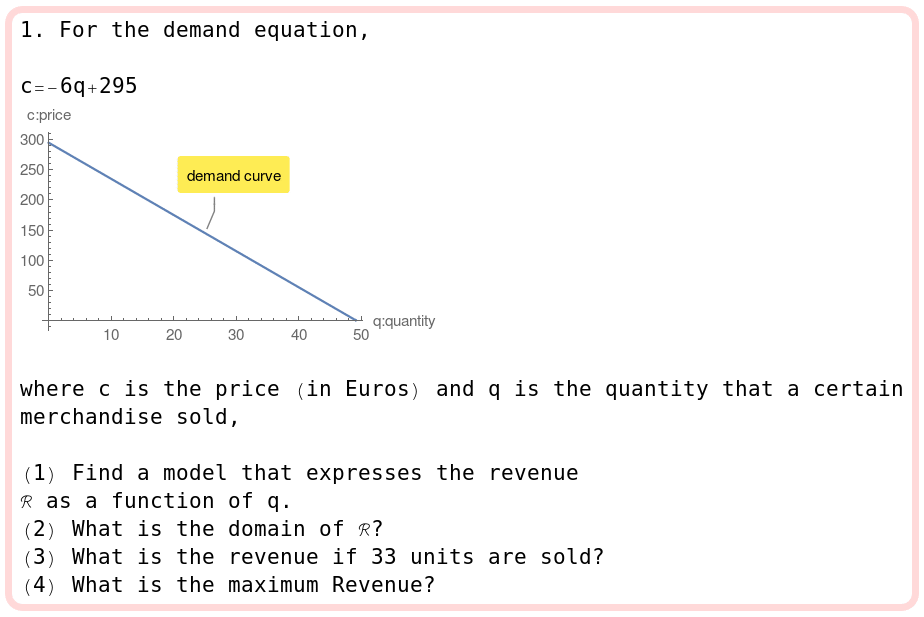 1. For the demand equation,
c=-6q+295
c:price
300
250
demand curve
200
150
100
50
q:quantity
10 20 30 40 50
where c is the price (in Euros) and q is the quantity that a certain
merchandise sold,
(1) Find a model that expresses the revenue
ℛ as a function of q.
(2) What is the domain of ℛ?
(3) What is the revenue if 33 units are sold?
(4) What is the maximum Revenue?